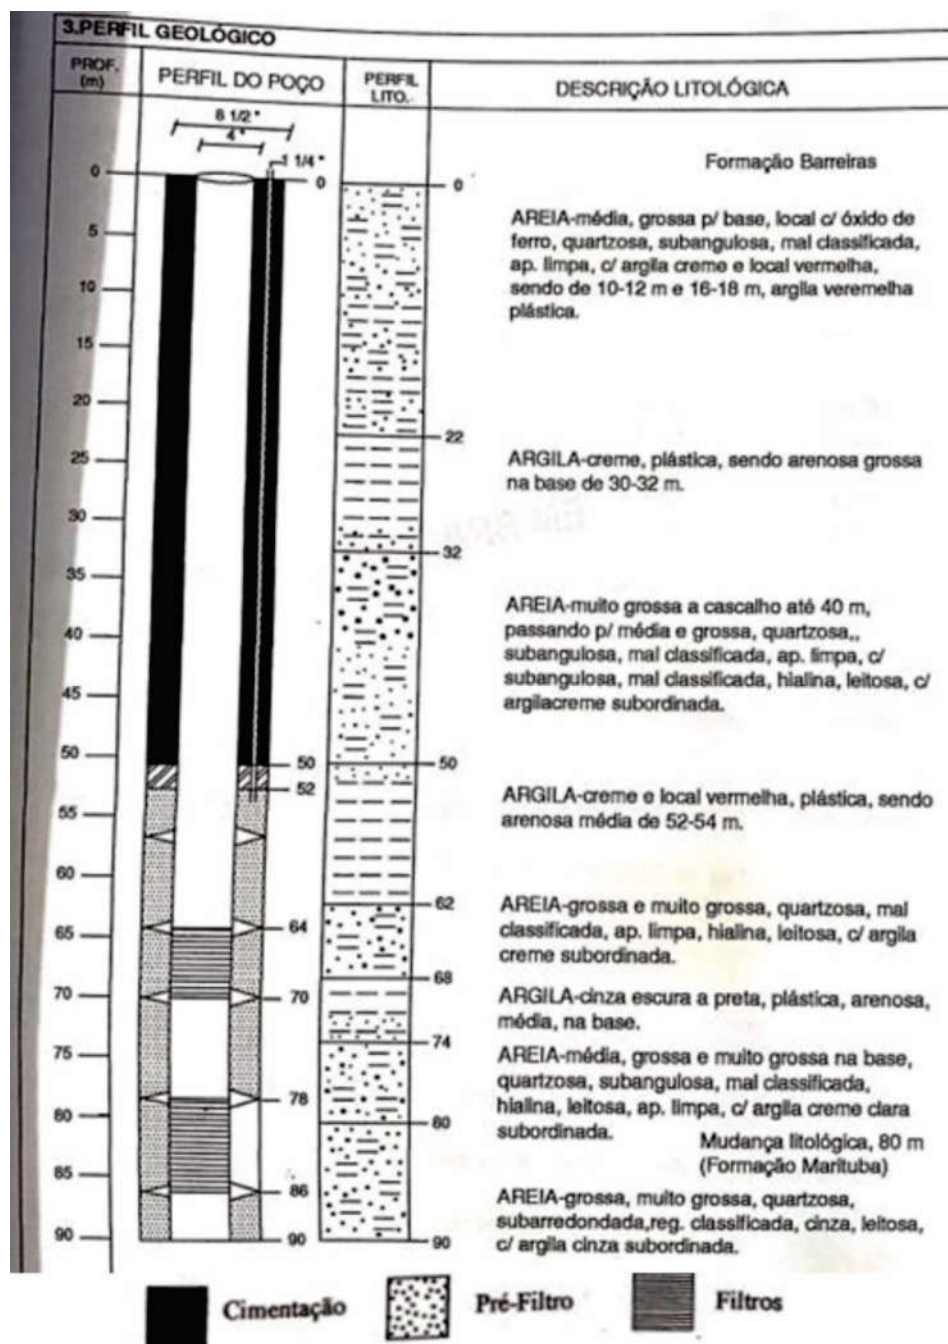 3.PERFIL GEOLÓGICO
PROF.
(m)
PERFIL DO POÇO
PERFIL
LITO.
DESCRIÇÃO LITOLÓGICA
8 1/2 "
4 "
1 1/4 "
0
0
0
5
10
15
20
25
30
35
40
45
50
55
60
65
70
75
80
85
90
50
52
64
70
78
86
90
22
32
50
62
68
74
80
90
Formação Barreiras
AREIA-média, grossa p/ base, local c/ óxido de
ferro, quartzosa, subangulosa, mal classificada,
ap. limpa, c/ argila creme e local vermelha,
sendo de 10-12 m e 16-18 m, argila veremelha
plástica.
ARGILA-creme, plástica, sendo arenosa grossa
na base de 30-32 m.
AREIA-muito grossa a cascalho até 40 m,
passando p/ média e grossa, quartzosa,,
subangulosa, mal classificada, ap. limpa, c/
subangulosa, mal classificada, hialina, leitosa, c/
argilacreme subordinada.
ARGILA-creme e local vermelha, plástica, sendo
arenosa média de 52-54 m.
AREIA-grossa e muito grossa, quartzosa, mal
classificada, ap. limpa, hialina, leitosa, c/ argila
creme subordinada.
ARGILA-cinza escura a preta, plástica, arenosa,
média, na base.
AREIA-média, grossa e muito grossa na base,
quartzosa, subangulosa, mal classificada,
hialina, leitosa, ap. limpa, c/ argila creme clara
subordinada.
Mudança litológica, 80 m
(Formação Marituba)
AREIA-grossa, muito grossa, quartzosa,
subarredondada,reg. classificada, cinza, leitosa,
c/ argila cinza subordinada.
Cimentação
Pré-Filtro
Filtros